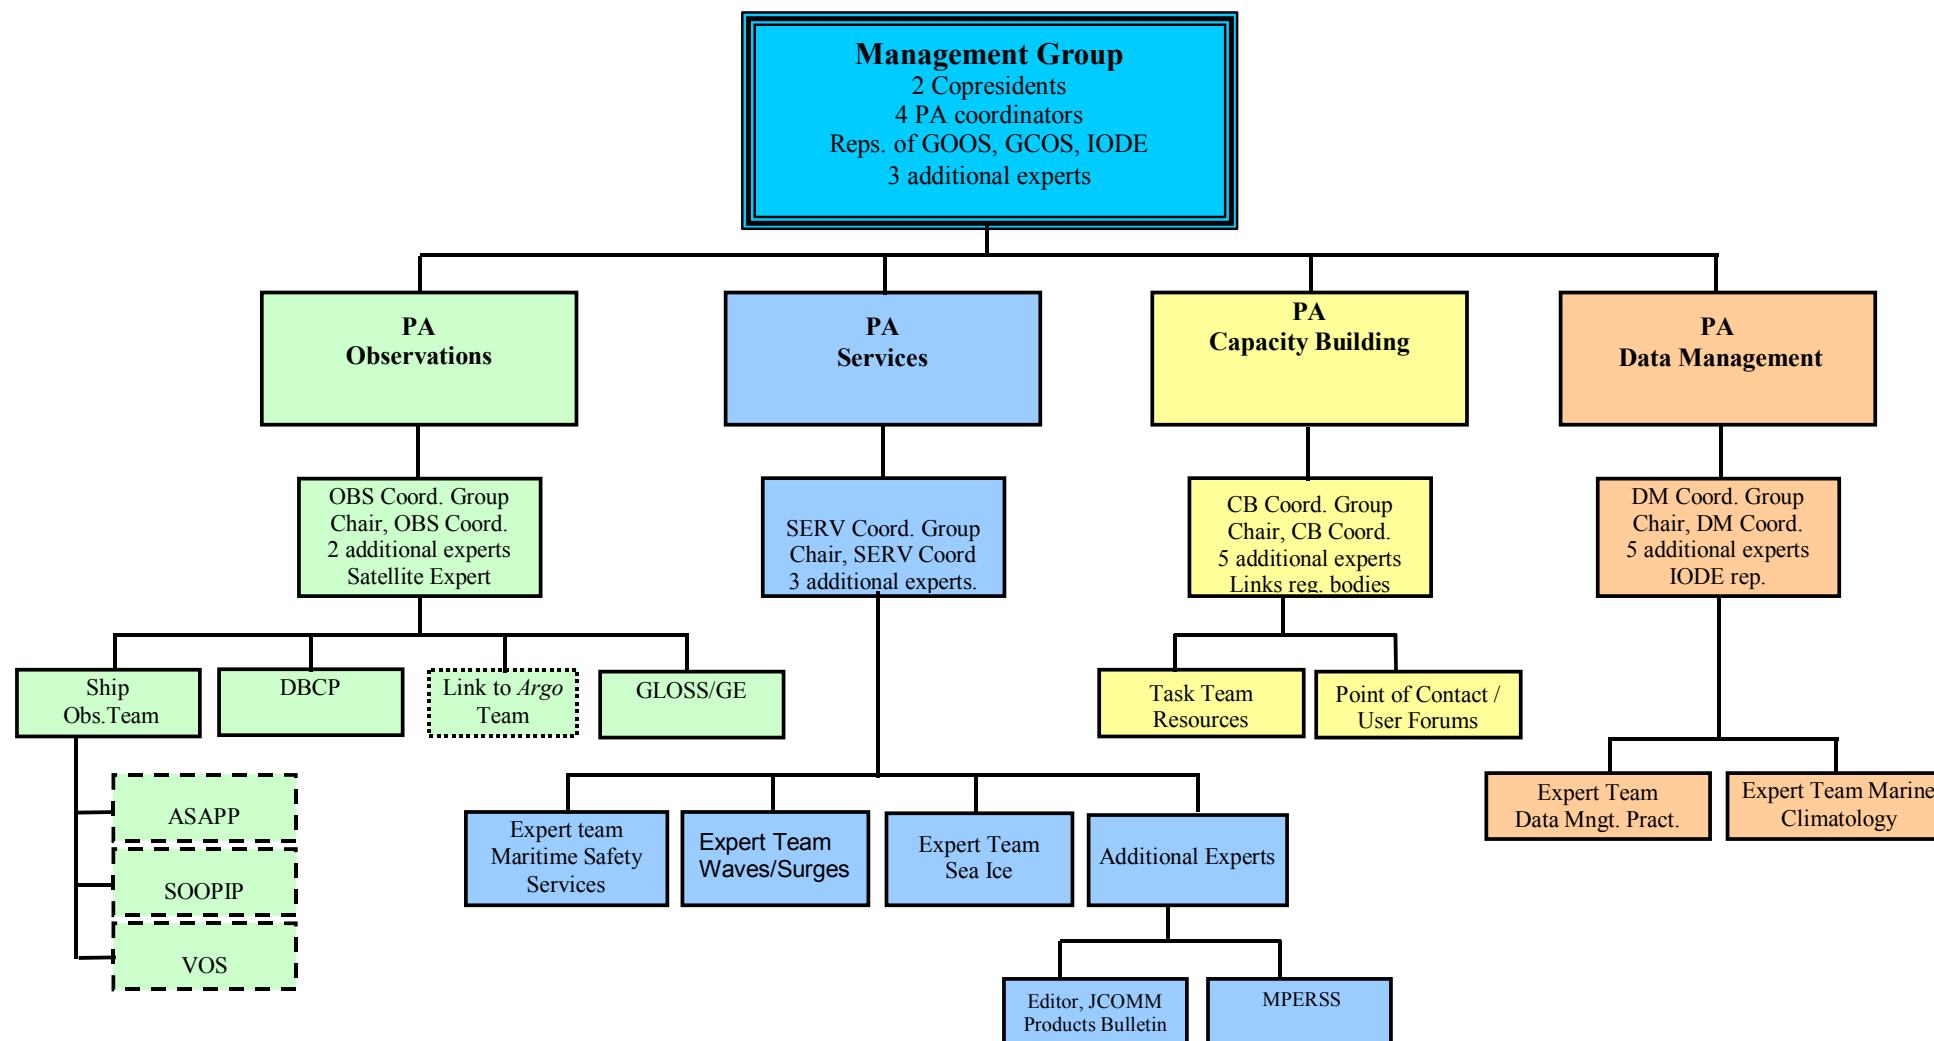 Management Group
2 Copresidents
4 PA coordinators
Reps. of GOOS, GCOS, IODE
3 additional experts
PA
Observations
PA
Services
PA
Capacity Building
PA
Data Management
OBS Coord. Group
Chair, OBS Coord.
2 additional experts
Satellite Expert
SERV Coord. Group
Chair, SERV Coord
3 additional experts.
CB Coord. Group
Chair, CB Coord.
5 additional experts
Links reg. bodies
DM Coord. Group
Chair, DM Coord.
5 additional experts
IODE rep.
Ship
Obs.Team
DBCP
Link to Argo
Team
GLOSS/GE
Task Team
Resources
Point of Contact /
User Forums
ASAPP
SOOPIP
VOS
Expert team
Maritime Safety
Services
Expert Team
Waves/Surges
Expert Team
Sea Ice
Additional Experts
Expert Team
Data Mngt. Pract.
Expert Team Marine
Climatology
Editor, JCOMM
Products Bulletin
MPERSS